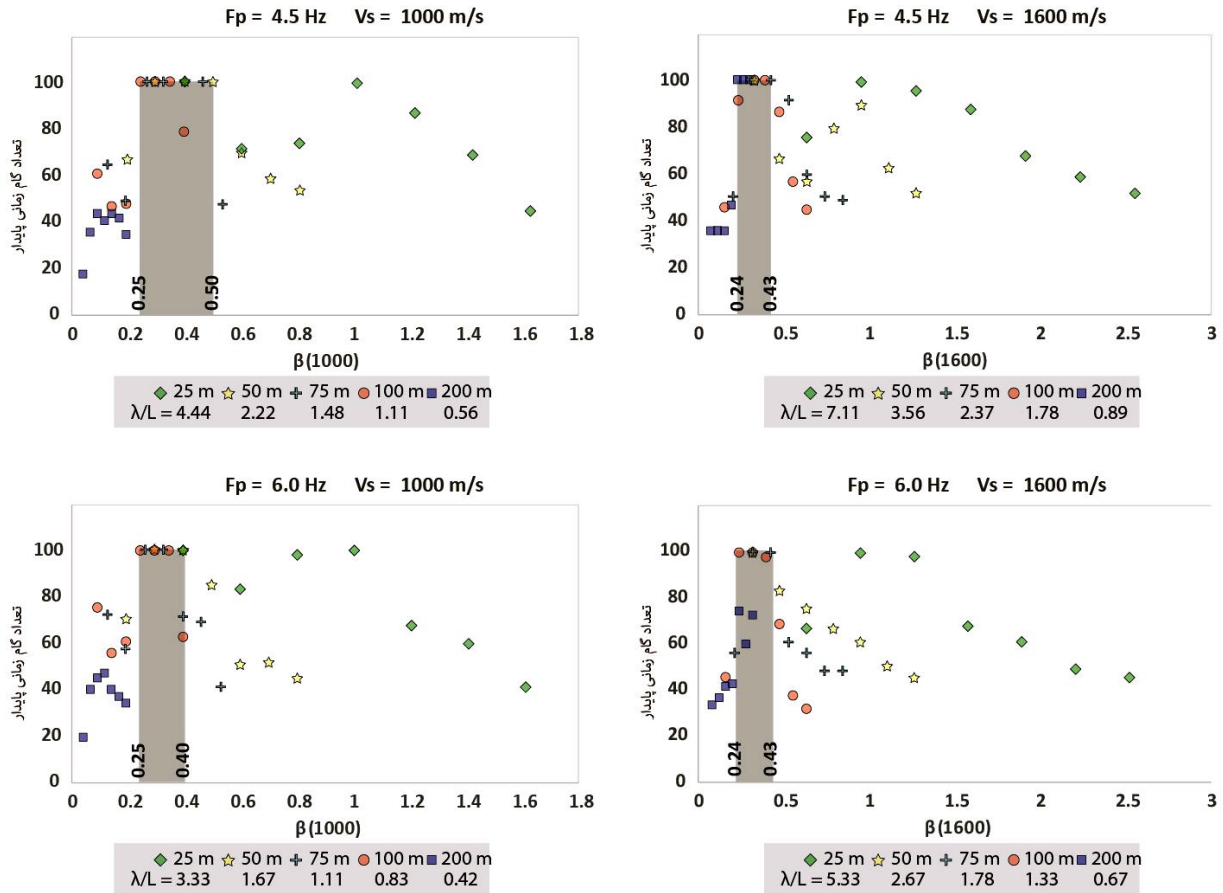 Fp = 4.5 Hz Vs = 1000 m/s
تعداد گام زمانی پایدار
100
80
60
40
20
0
0.25
0.50
0 0.2 0.4 0.6 0.8 1 1.2 1.4 1.6 1.8
β(1000)
25 m 50 m 75 m 100 m 200 m
λ/L = 4.44 2.22 1.48 1.11 0.56
Fp = 4.5 Hz Vs = 1600 m/s
تعداد گام زمانی پایدار
100
80
60
40
20
0
0.24
0.43
0 0.5 1 1.5 2 2.5 3
β(1600)
25 m 50 m 75 m 100 m 200 m
λ/L = 7.11 3.56 2.37 1.78 0.89
Fp = 6.0 Hz Vs = 1000 m/s
تعداد گام زمانی پایدار
100
80
60
40
20
0
0.25
0.40
0 0.2 0.4 0.6 0.8 1 1.2 1.4 1.6 1.8
β(1000)
25 m 50 m 75 m 100 m 200 m
λ/L = 3.33 1.67 1.11 0.83 0.42
Fp = 6.0 Hz Vs = 1600 m/s
تعداد گام زمانی پایدار
100
80
60
40
20
0
0.24
0.43
0 0.5 1 1.5 2 2.5 3
β(1600)
25 m 50 m 75 m 100 m 200 m
λ/L = 5.33 2.67 1.78 1.33 0.67